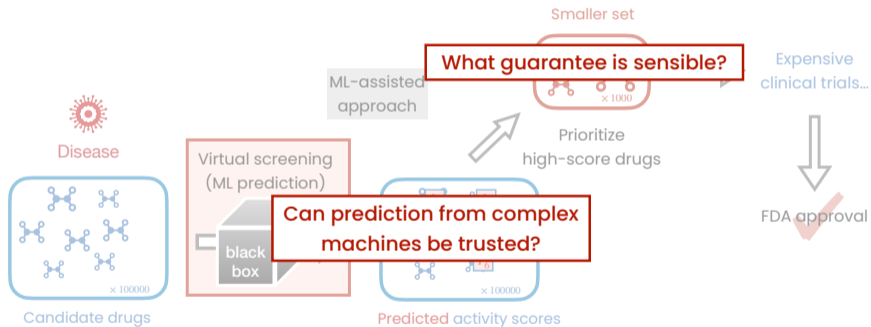 Smaller set
What guarantee is sensible?
× 1000
Expensive
clinical trials...
ML-assisted
approach
Prioritize
high-score drugs
Disease
Virtual screening
(ML prediction)
Can prediction from complex
machines be trusted?
black
box
FDA approval
× 100000
× 100000
Candidate drugs
Predicted activity scores